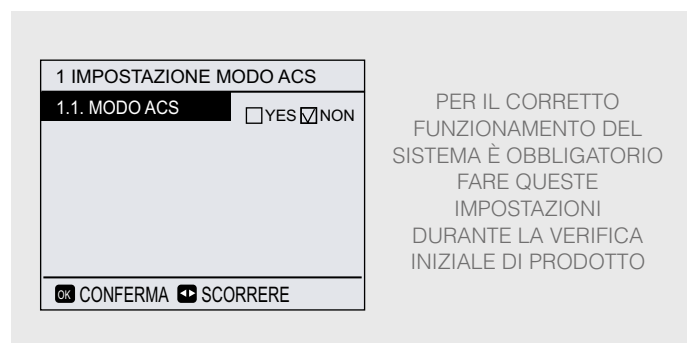 1 IMPOSTAZIONE MODO ACS
1.1. MODO ACS
YES NON
OK CONFERMA SCORRERE
PER IL CORRETTO
FUNZIONAMENTO DEL
SISTEMA È OBBLIGATORIO
FARE QUESTE
IMPOSTAZIONI
DURANTE LA VERIFICA
INIZIALE DI PRODOTTO